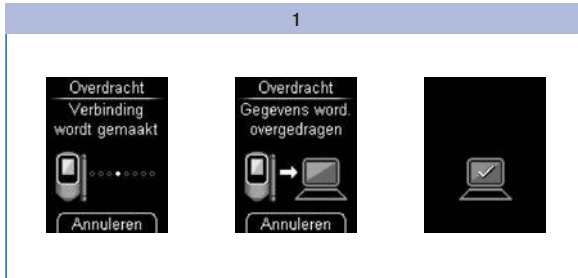 1
Overdracht
Verbinding
wordt gemaakt
Annuleren
Overdracht
Gegevens word.
overgedragen
Annuleren